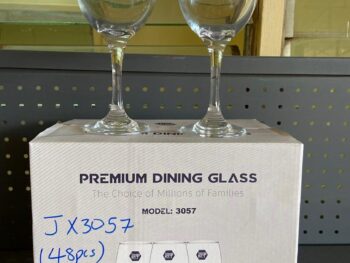 PREMIUM DINING GLASS
The Choice of Millions of Families
MODEL: 3057
JX3057
(48pcs)